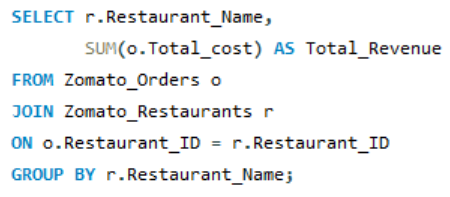 SELECT r.Restaurant_Name,
       SUM(o.Total_cost) AS Total_Revenue
FROM Zomato_Orders o
JOIN Zomato_Restaurants r
ON o.Restaurant_ID = r.Restaurant_ID
GROUP BY r.Restaurant_Name;